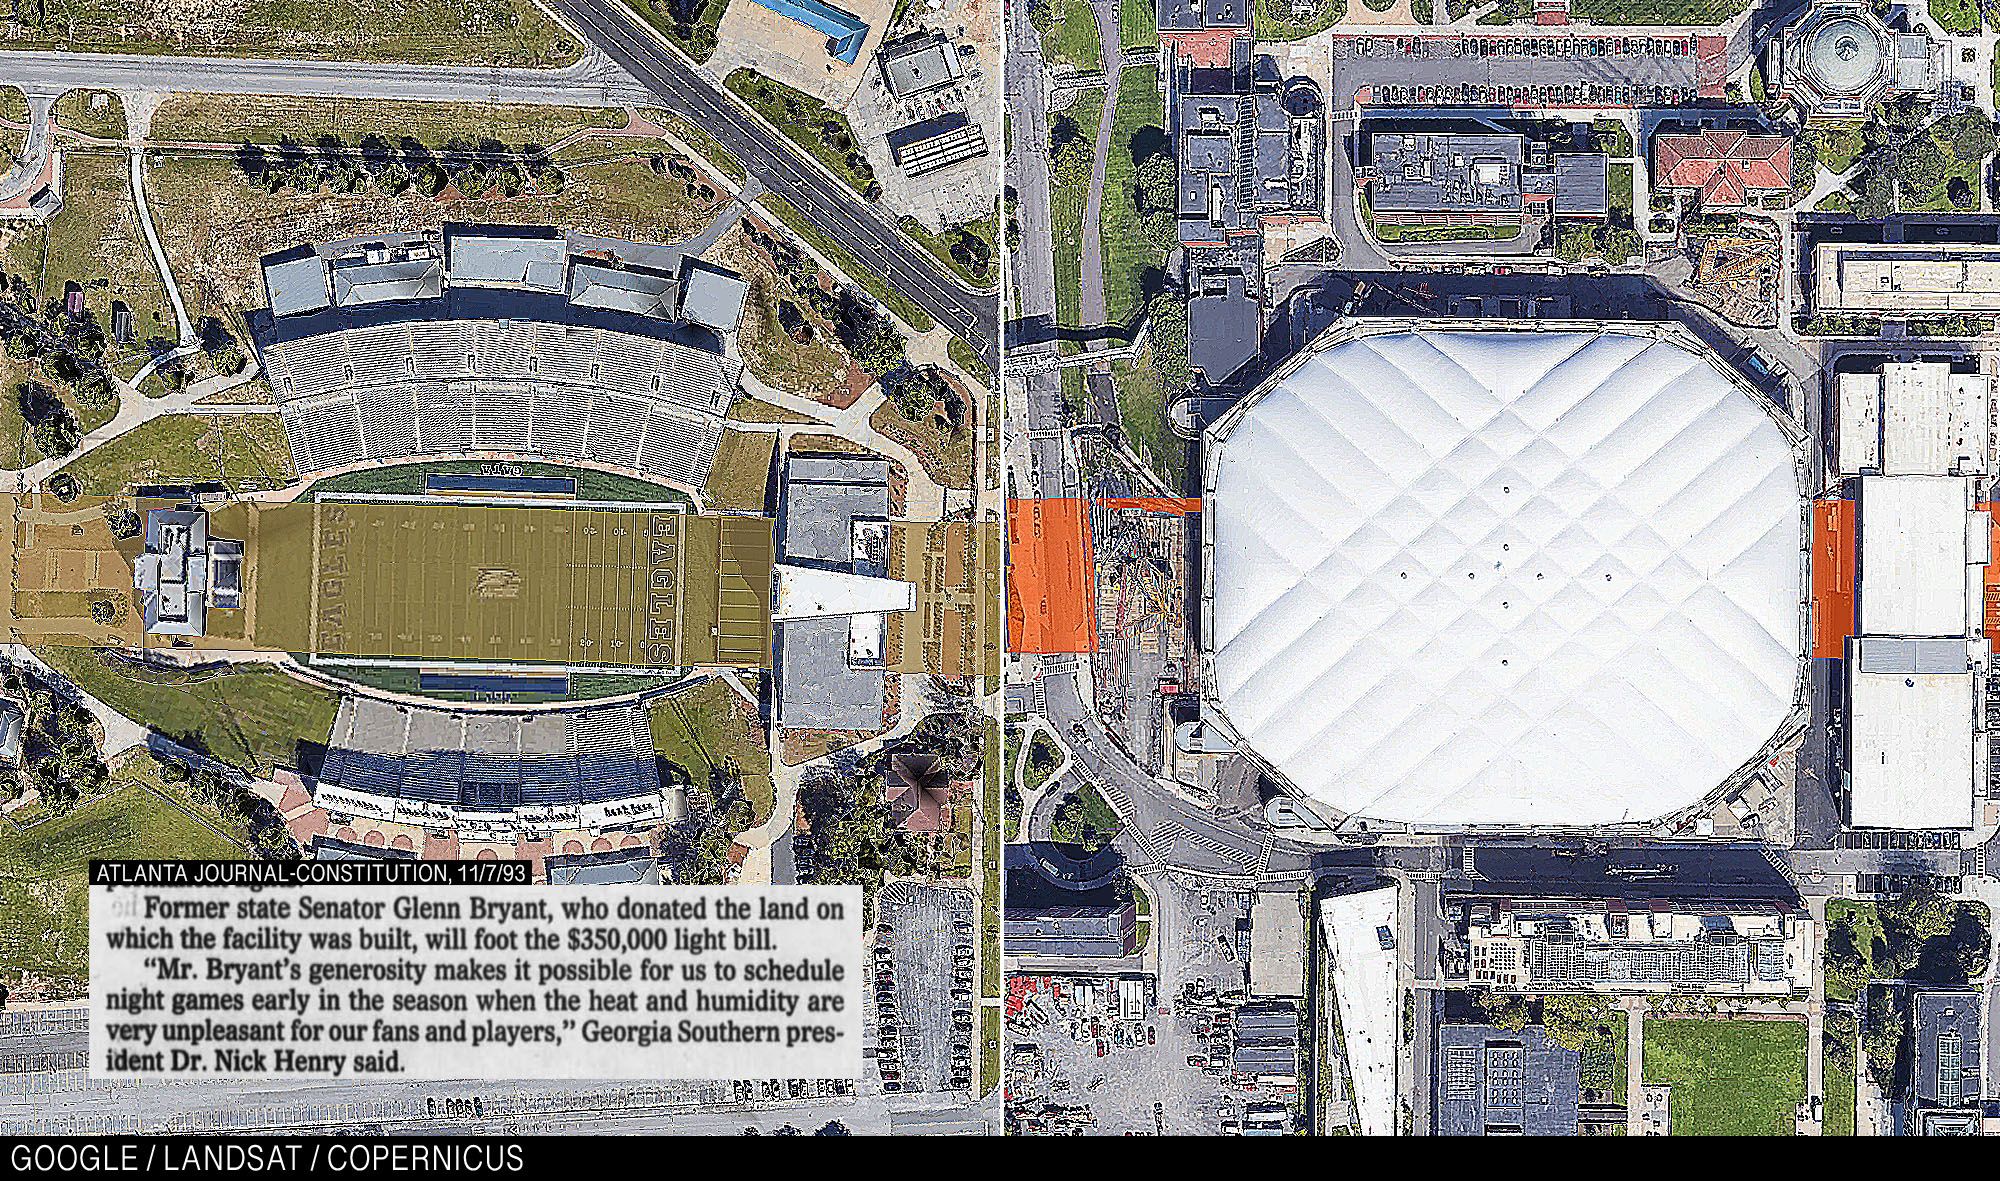 GATA
EAGLES
EAGLES
ATLANTA JOURNAL-CONSTITUTION, 11/7/93
Former state Senator Glenn Bryant, who donated the land on
which the facility was built, will foot the $350,000 light bill.
“Mr. Bryant’s generosity makes it possible for us to schedule
night games early in the season when the heat and humidity are
very unpleasant for our fans and players,” Georgia Southern pres-
ident Dr. Nick Henry said.
GOOGLE / LANDSAT / COPERNICUS